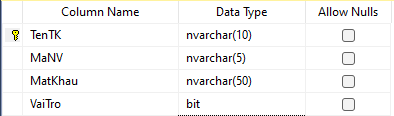 Column Name Data Type Allow Nulls
TenTK nvarchar(10)
MaNV nvarchar(5)
MatKhau nvarchar(50)
VaiTro bit